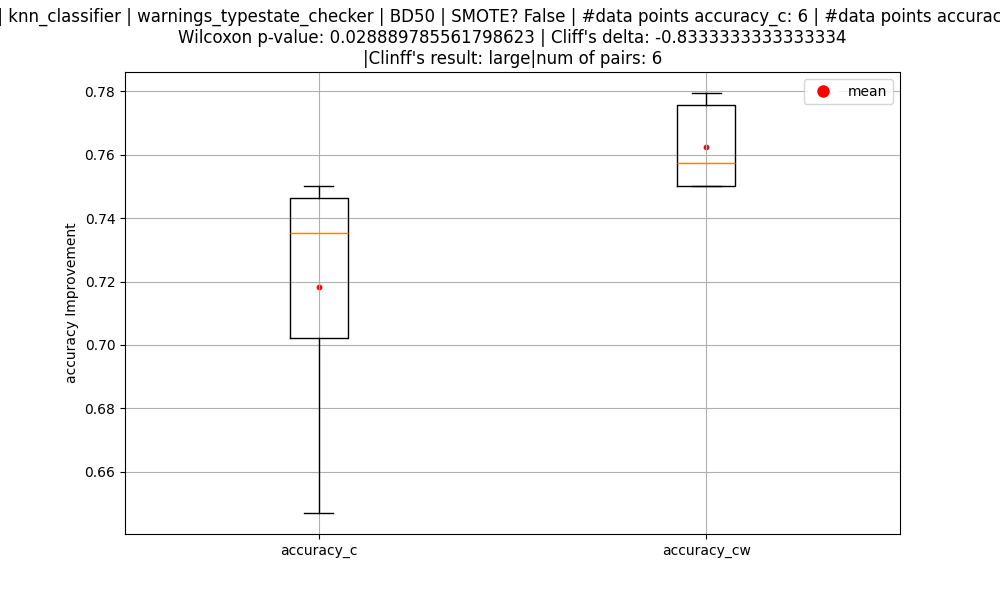 | knn_classifier | warnings_typestate_checker | BD50 | SMOTE? False | #data points accuracy_c: 6 | #data points
Wilcoxon p-value: 0.028889785561798623 | Cliff's delta: -0.8333333333333334
|Clinff's result: large|num of pairs: 6
mean
0.78
0.76
0.74
0.72
0.70
0.68
0.66
accuracy Improvement
accuracy_c
accuracy_cw